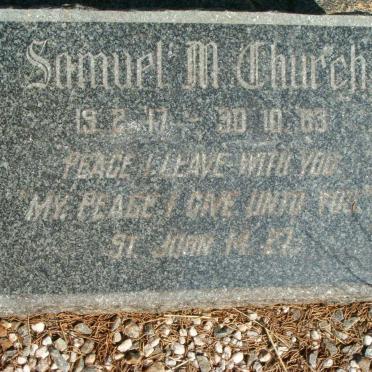 Samuel M Church
19.2.17 - 30.10.83
"PEACE I LEAVE WITH YOU
"MY PEACE I GIVE UNTO YOU"
ST JOHN 14.27.